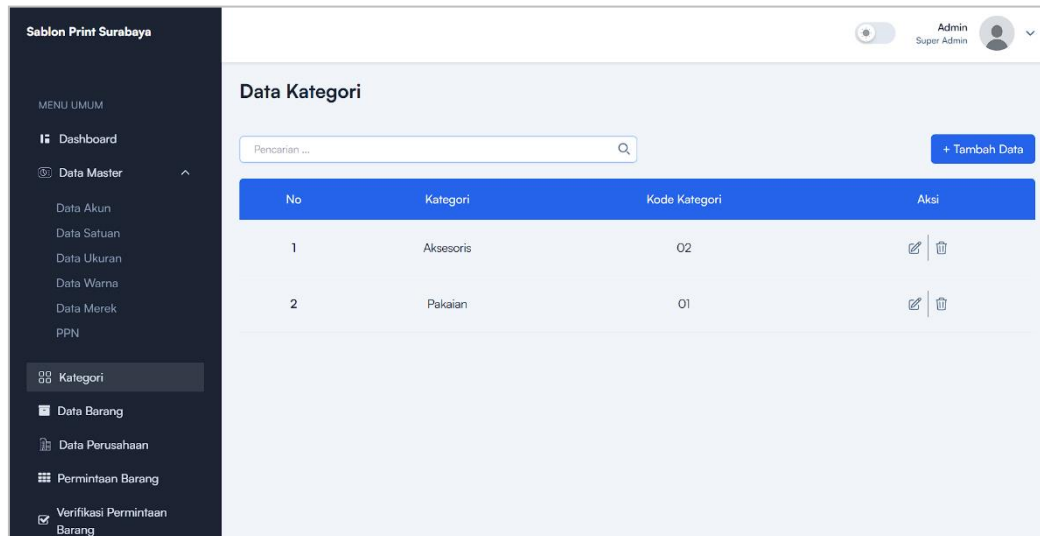 Sablon Print Surabaya
Admin
Super Admin
MENU UMUM
Dashboard
Data Master
Data Akun
Data Satuan
Data Ukuran
Data Warna
Data Merek
PPN
Kategori
Data Barang
Data Perusahaan
Permintaan Barang
Verifikasi Permintaan
Barang
Data Kategori
Pencarian ...
+ Tambah Data
No Kategori Kode Kategori Aksi
1 Aksesoris 02
2 Pakaian 01